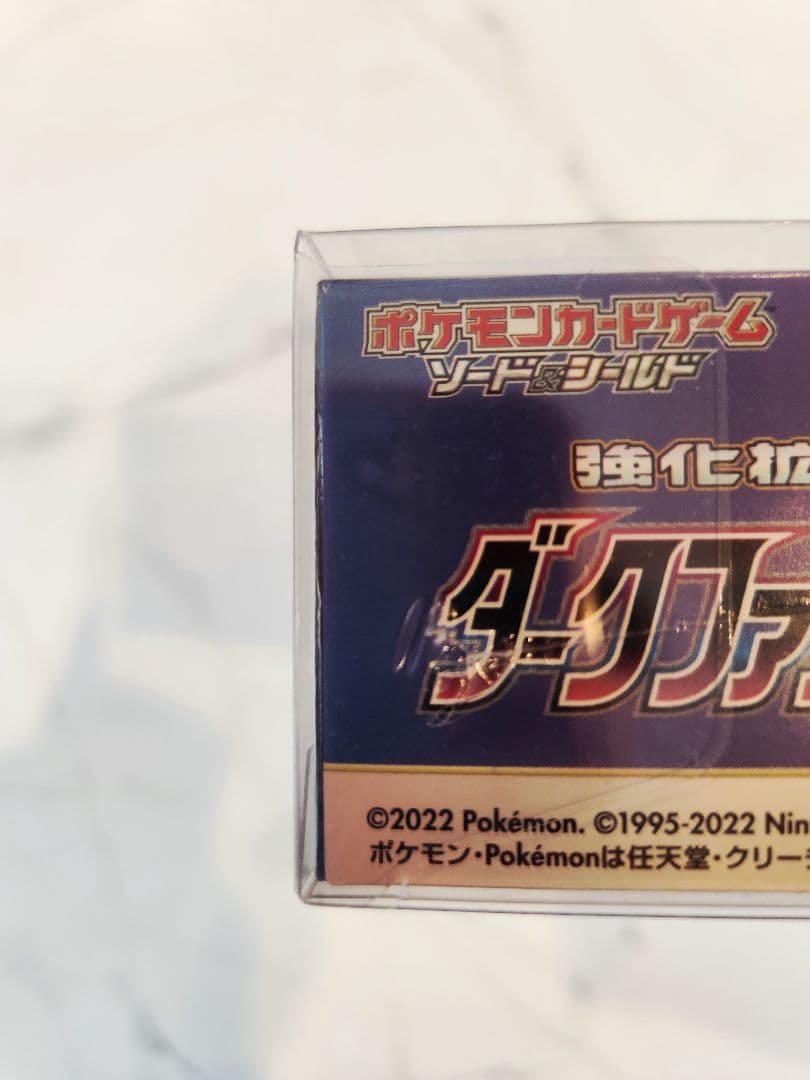 ポケモンカードゲーム
ソード&シールド
強化拡
ダークファ
©2022 Pokémon. ©1995-2022 Nin
ポケモン・Pokémonは任天堂・クリー